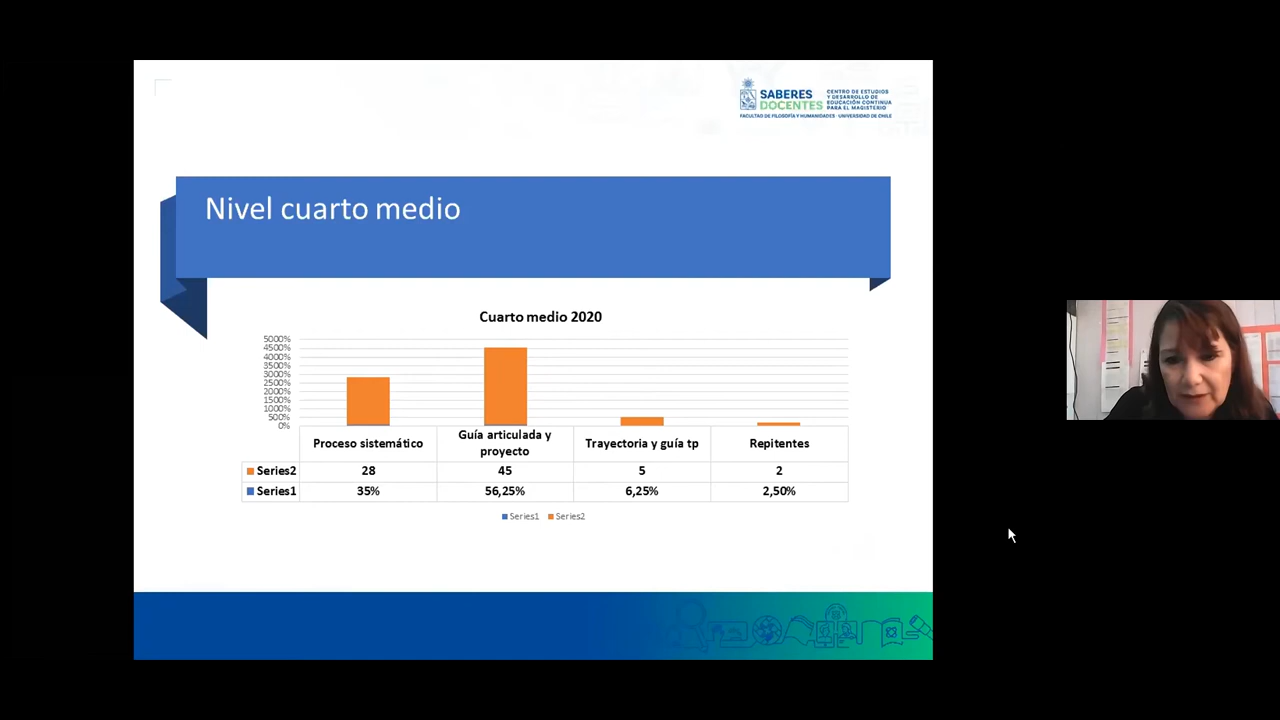 SABERES
DOCENTES
CENTRO DE ESTUDIOS
Y DESARROLLO DE
EDUCACIÓN CONTINUA
PARA EL MAGISTERIO
FACULTAD DE FILOSOFÍA Y HUMANIDADES - UNIVERSIDAD DE CHILE
Nivel cuarto medio
Cuarto medio 2020
5000%
4500%
4000%
3500%
3000%
2500%
2000%
1500%
1000%
500%
0%
Proceso sistemático
Guía articulada y
proyecto
Trayectoria y guía tp
Repitentes
Series2 28 45 5 2
Series1 35% 56,25% 6,25% 2,50%
Series1 Series2